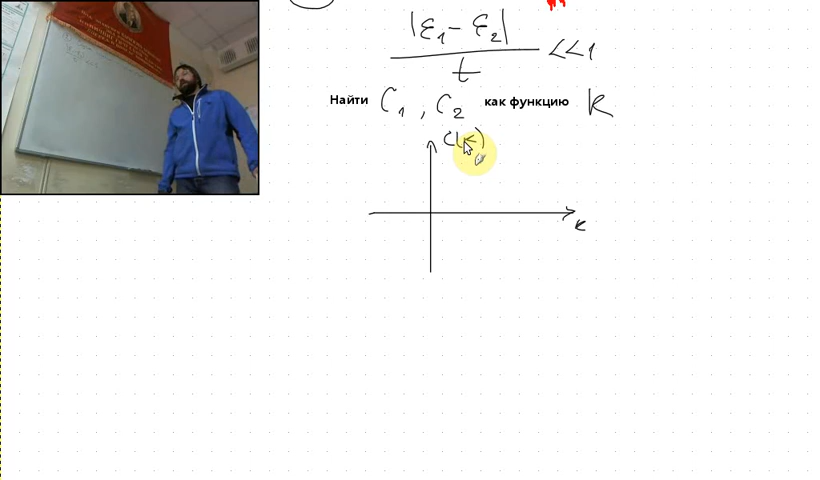 |ε₁ - ε₂|
t
<< 1
Найти C₁, C₂ как функцию k
C(k)
k